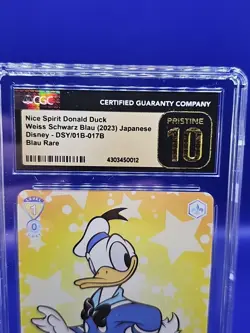 CGC
CERTIFIED GUARANTY COMPANY
Nice Spirit Donald Duck
Weiss Schwarz Blau (2023) Japanese
Disney - DSY/01B-017B
Blau Rare
PRISTINE
10
4303450012
0